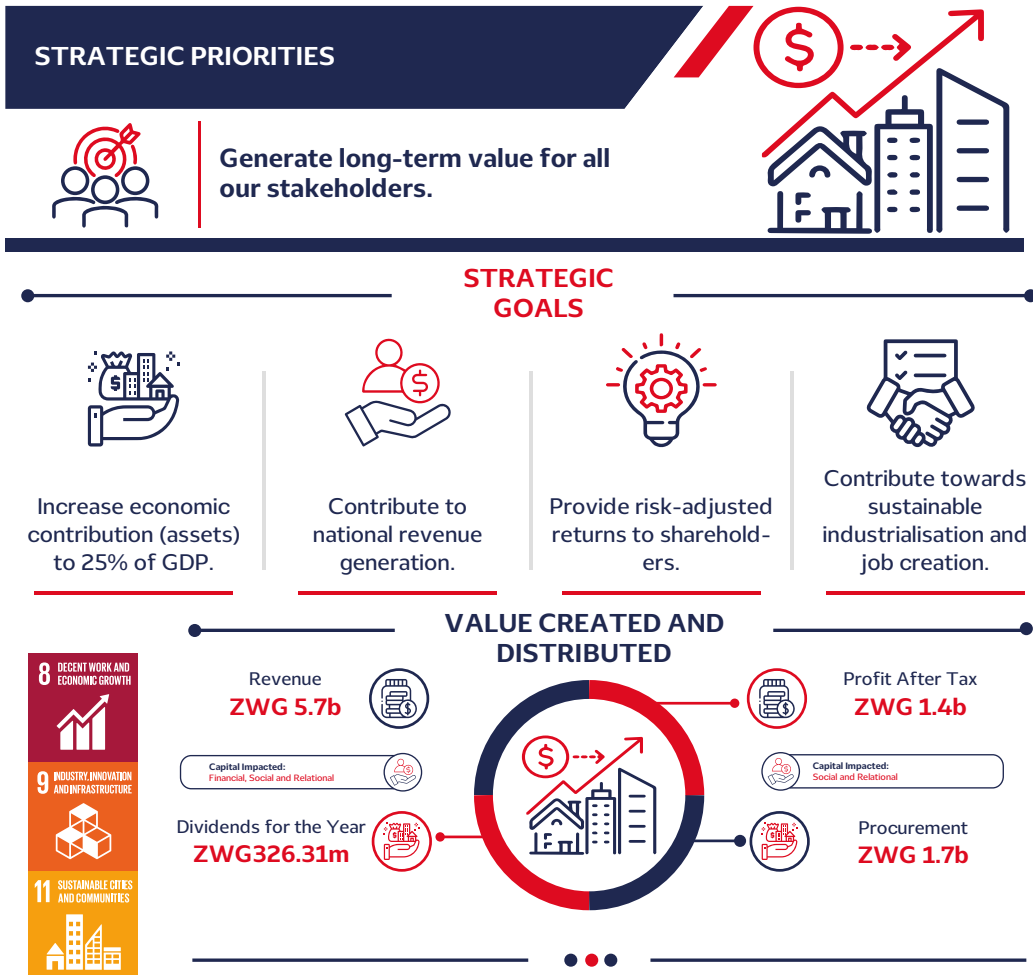 STRATEGIC PRIORITIES
Generate long-term value for all
our stakeholders.
STRATEGIC
GOALS
Increase economic
contribution (assets)
to 25% of GDP.
Contribute to
national revenue
generation.
Provide risk-adjusted
returns to sharehold-
ers.
Contribute towards
sustainable
industrialisation and
job creation.
VALUE CREATED AND
DISTRIBUTED
8 DECENT WORK AND
ECONOMIC GROWTH
9 INDUSTRY, INNOVATION
AND INFRASTRUCTURE
11 SUSTAINABLE CITIES
AND COMMUNITIES
Revenue
ZWG 5.7b
Capital Impacted:
Financial, Social and Relational
Dividends for the Year
ZWG326.31m
Profit After Tax
ZWG 1.4b
Capital Impacted:
Social and Relational
Procurement
ZWG 1.7b